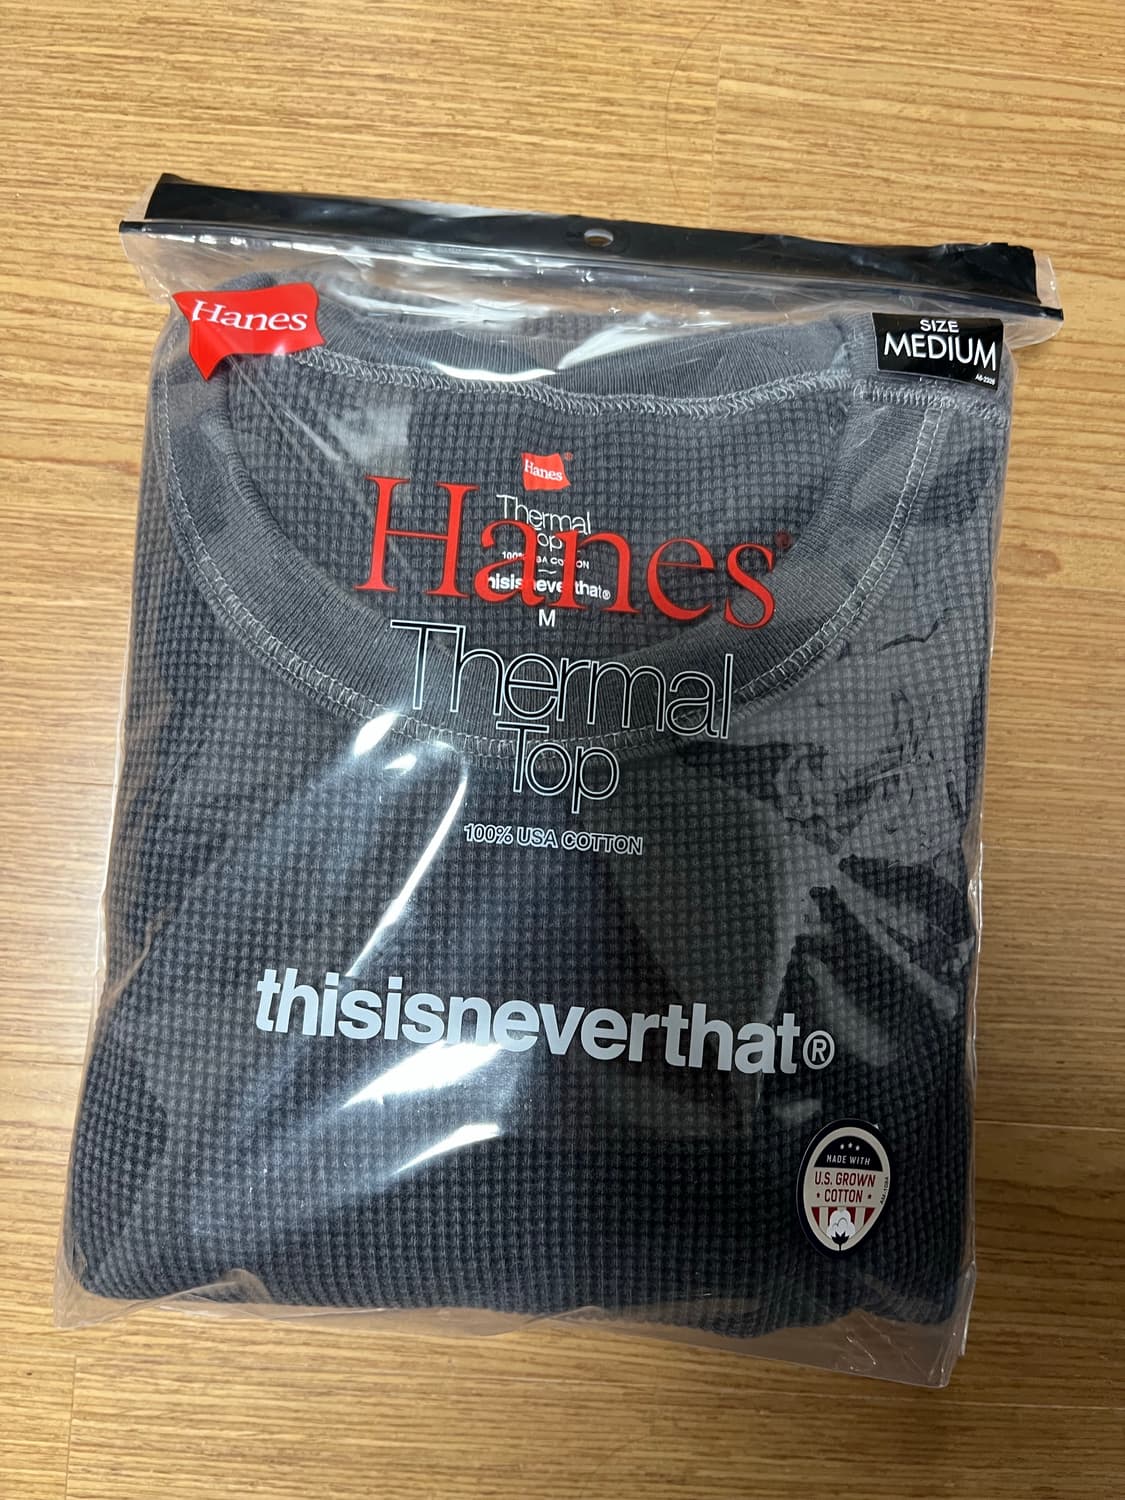 Hanes
SIZE
MEDIUM
Hanes®
Thermal
Top
thisisneverthat®
M
Hanes®
Thermal
Top
100% USA COTTON
thisisneverthat®
MADE WITH
U.S. GROWN
COTTON